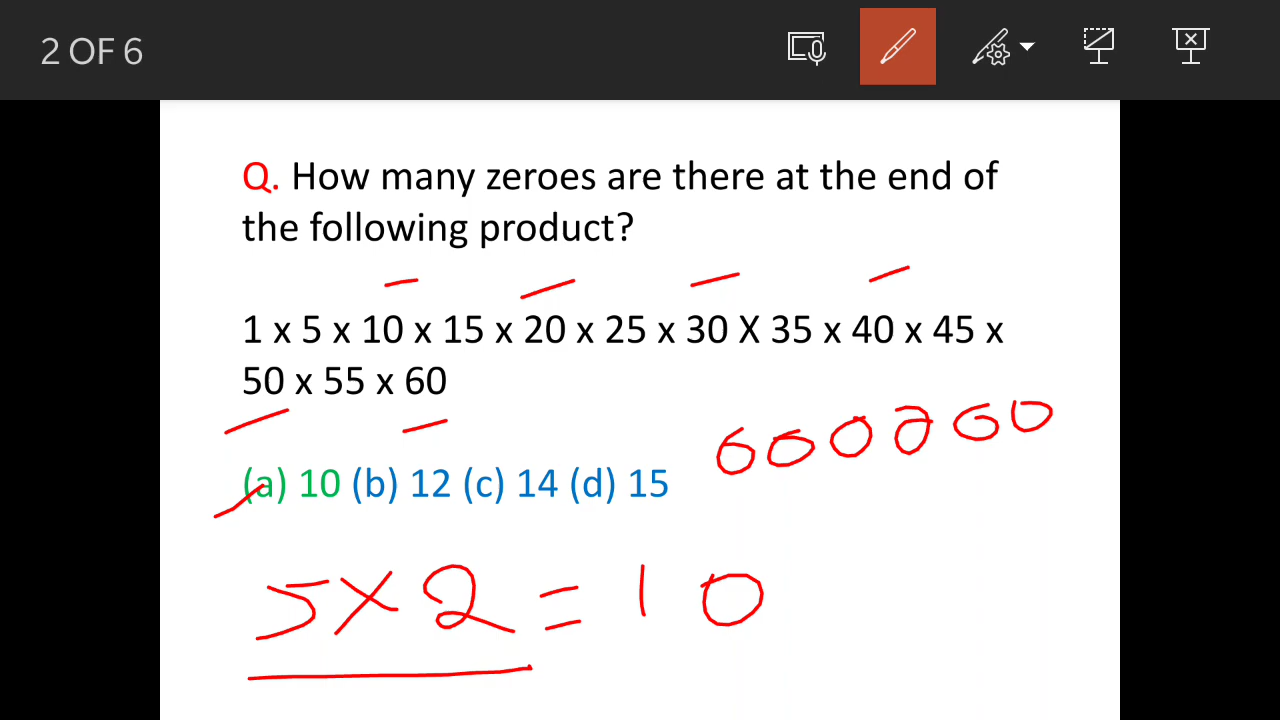 2 OF 6
Q. How many zeroes are there at the end of
the following product?
1 x 5 x 10 x 15 x 20 x 25 x 30 X 35 x 40 x 45 x
50 x 55 x 60
000000
(a) 10 (b) 12 (c) 14 (d) 15
5 x 2 = 10